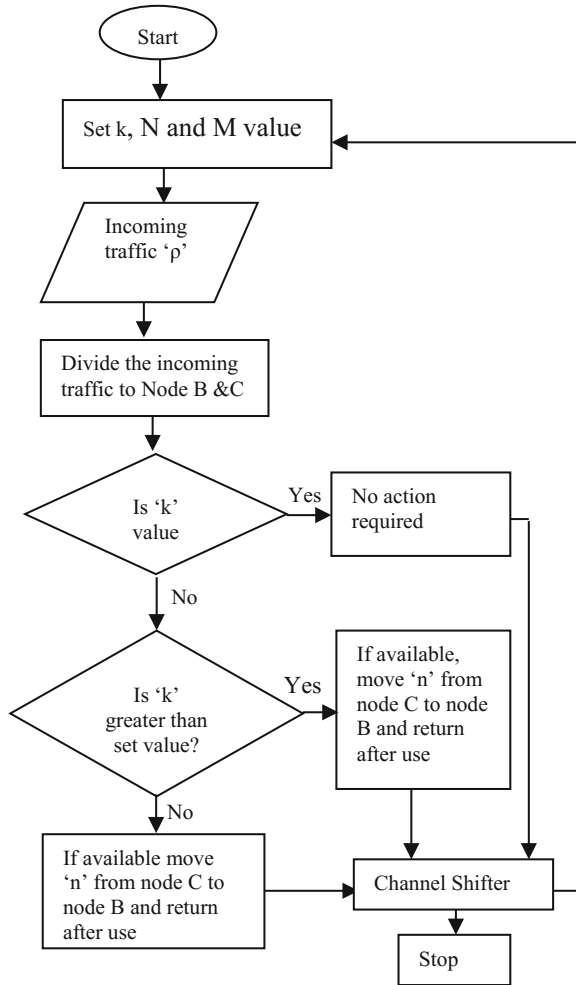 Start
Set k, N and M value
Incoming
traffic ‘ρ’
Divide the incoming
traffic to Node B &C
Is ‘k’
value
Yes
No action
required
No
Is ‘k’
greater than
set value?
Yes
If available,
move ‘n’ from
node C to node
B and return
after use
No
If available move
‘n’ from node C to
node B and return
after use
Channel Shifter
Stop